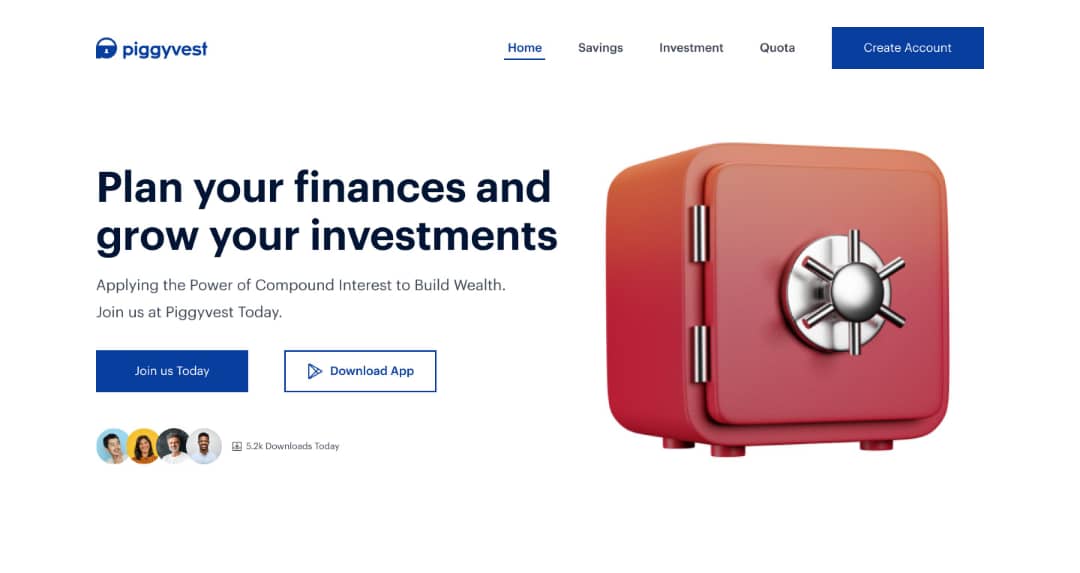 piggyvest
Home
Savings
Investment
Quota
Create Account
Plan your finances and
grow your investments
Applying the Power of Compound Interest to Build Wealth.
Join us at Piggyvest Today.
Join us Today
Download App
5.2k Downloads Today